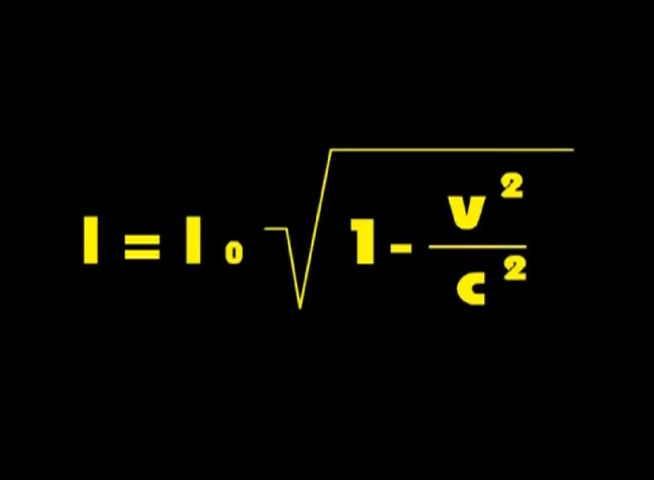 l = l₀ √(1 - v²/c²)